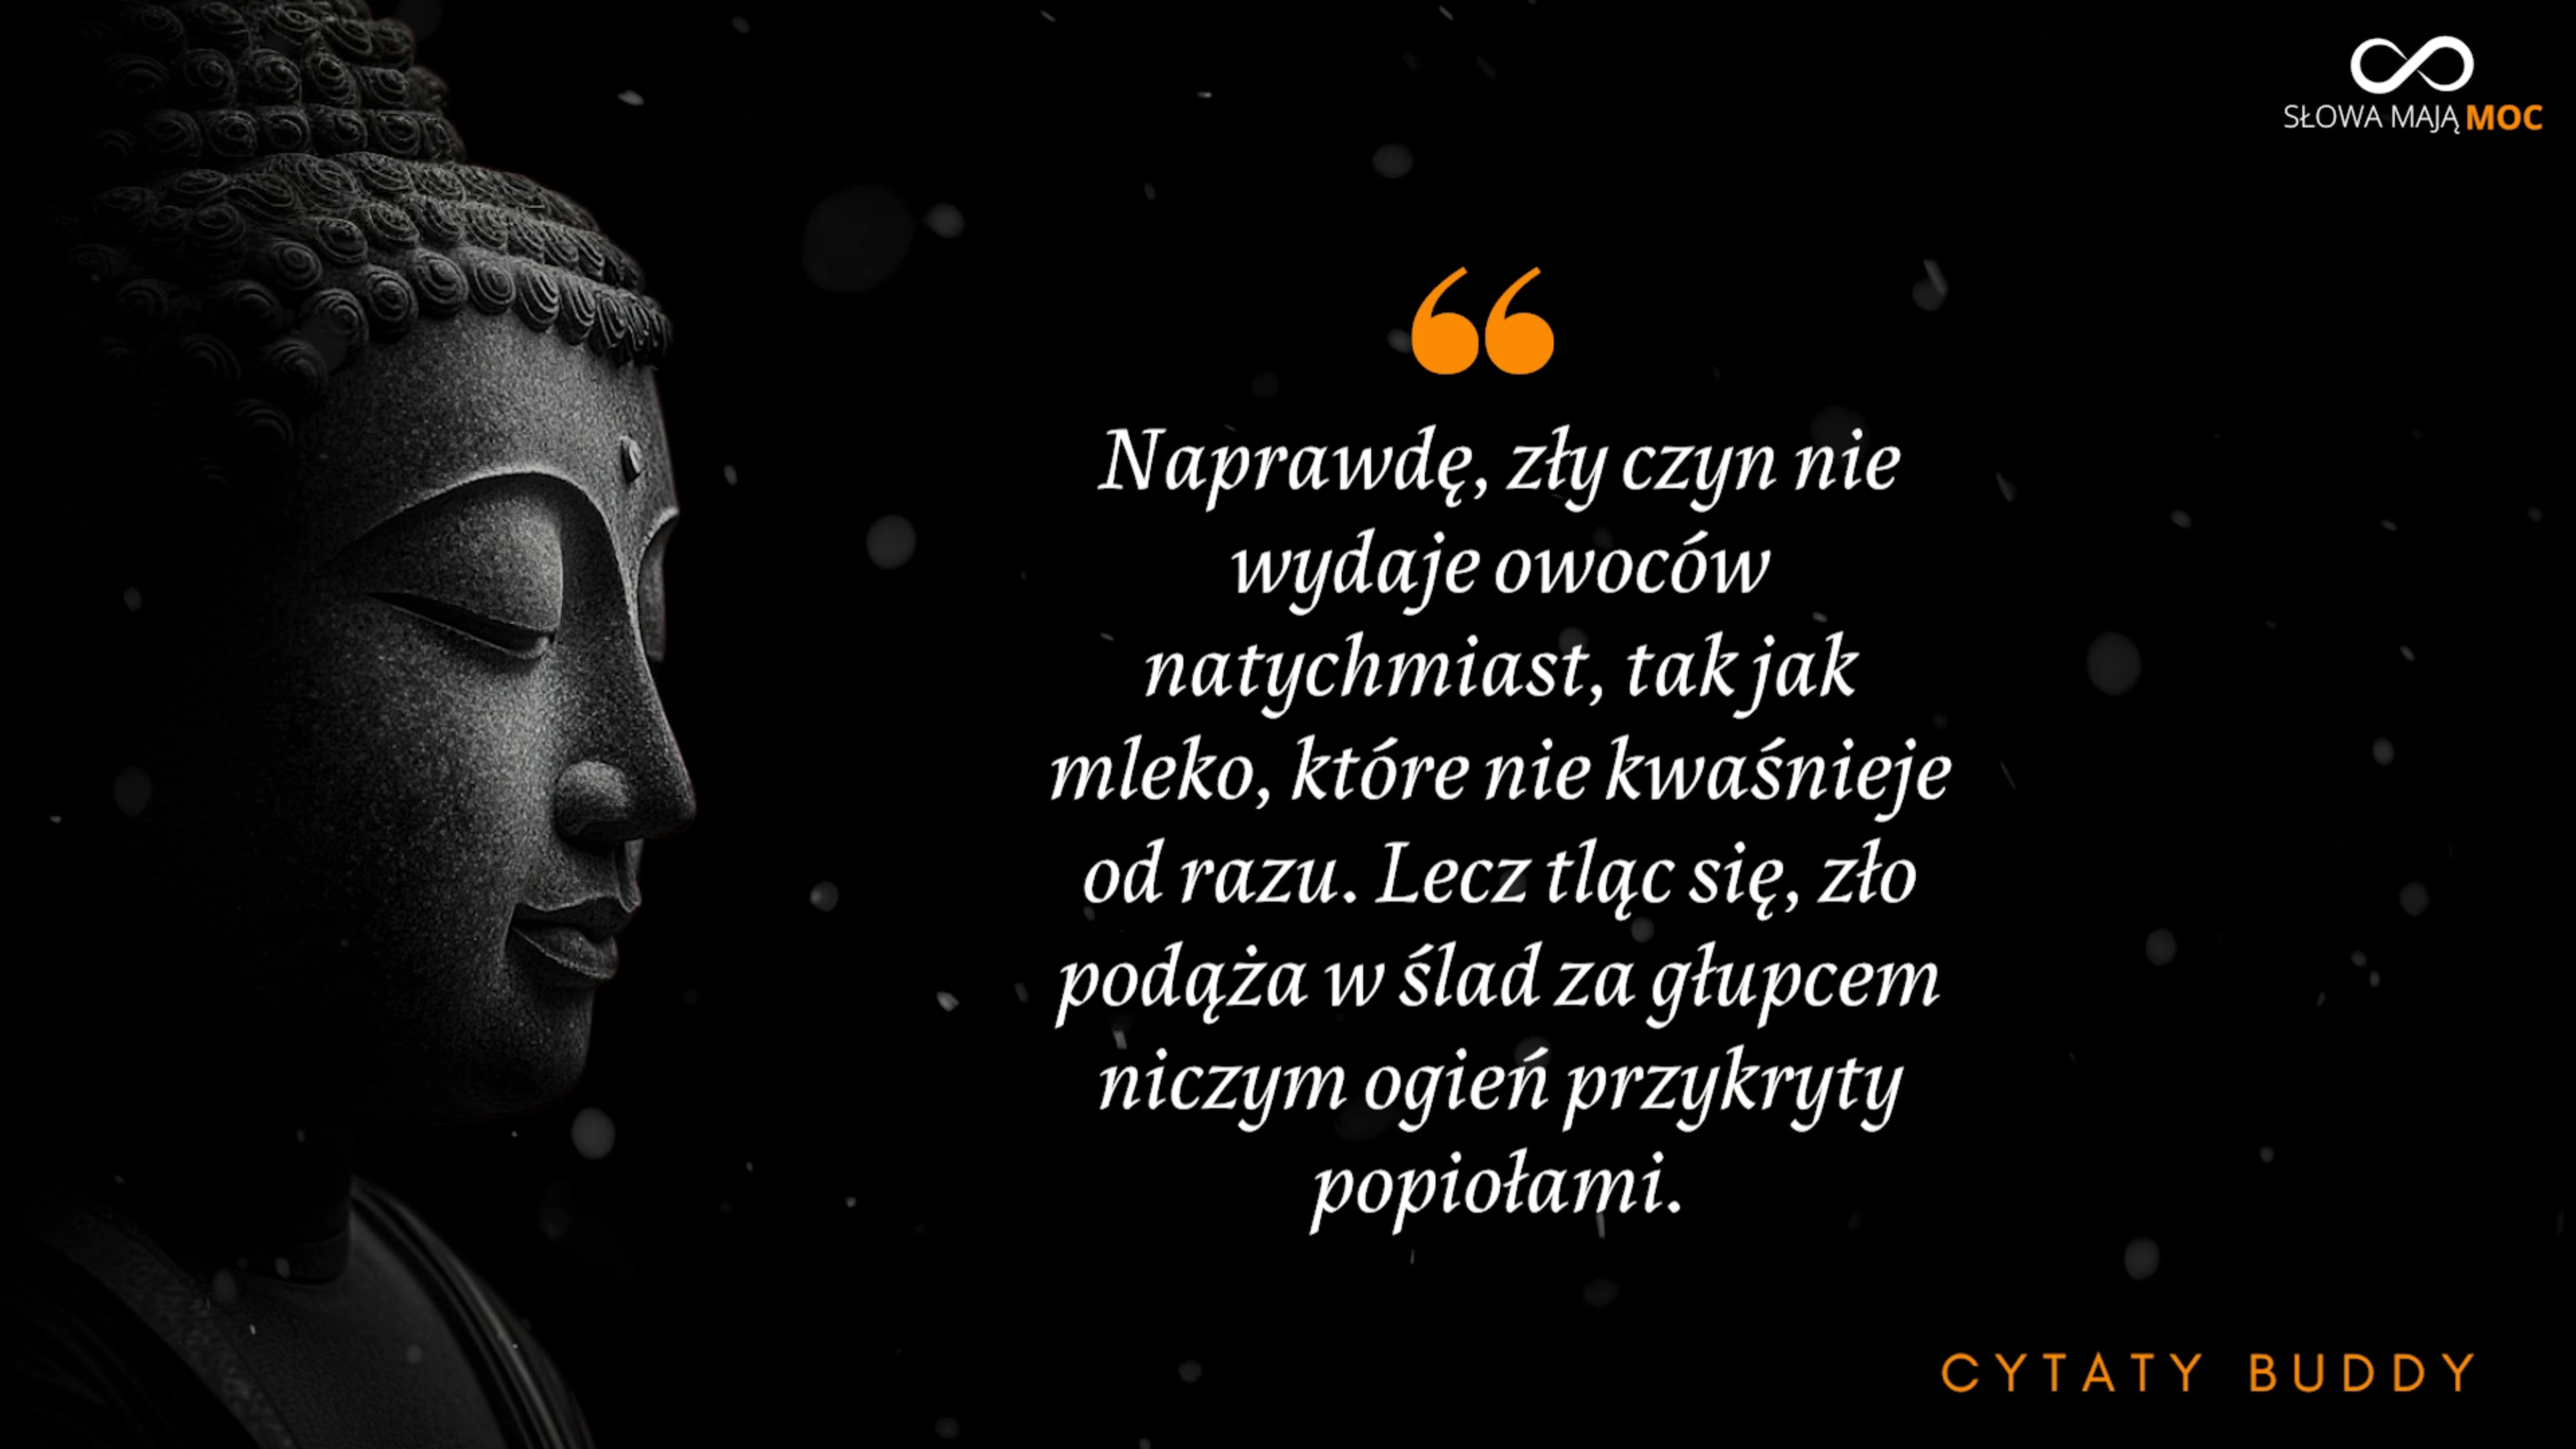 SŁOWA MAJĄ MOC
Naprawdę, zły czyn nie
wydaje owoców
natychmiast, tak jak
mleko, które nie kwaśnieje
od razu. Lecz tląc się, zło
podąża w ślad za głupcem
niczym ogień przykryty
popiołami.
CYTATY BUDDY